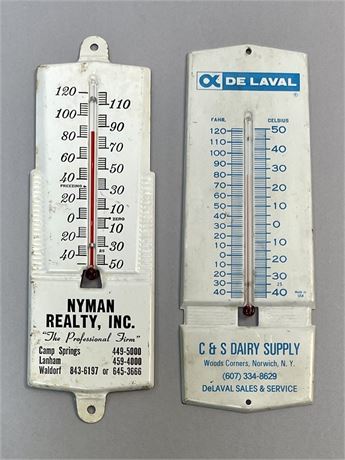 120
110
100
90
80
70
60
50
40
FREEZING
30
20
10
ZERO
0
10
20
30
40
50
NYMAN
REALTY, INC.
"The Professional Firm"
Camp Springs 449-5000
Lanham 459-4000
Waldorf 843-6197 or 645-3666
DE LAVAL
®
FAHR. CELSIUS
120 50
110 40
100
90 30
80
70 20
60
50 10
40
30 0
20
10 10
0
10 20
20
30 30
40 40
Made in
USA
C & S DAIRY SUPPLY
Woods Corners, Norwich, N. Y.
(607) 334-8629
DeLAVAL SALES & SERVICE